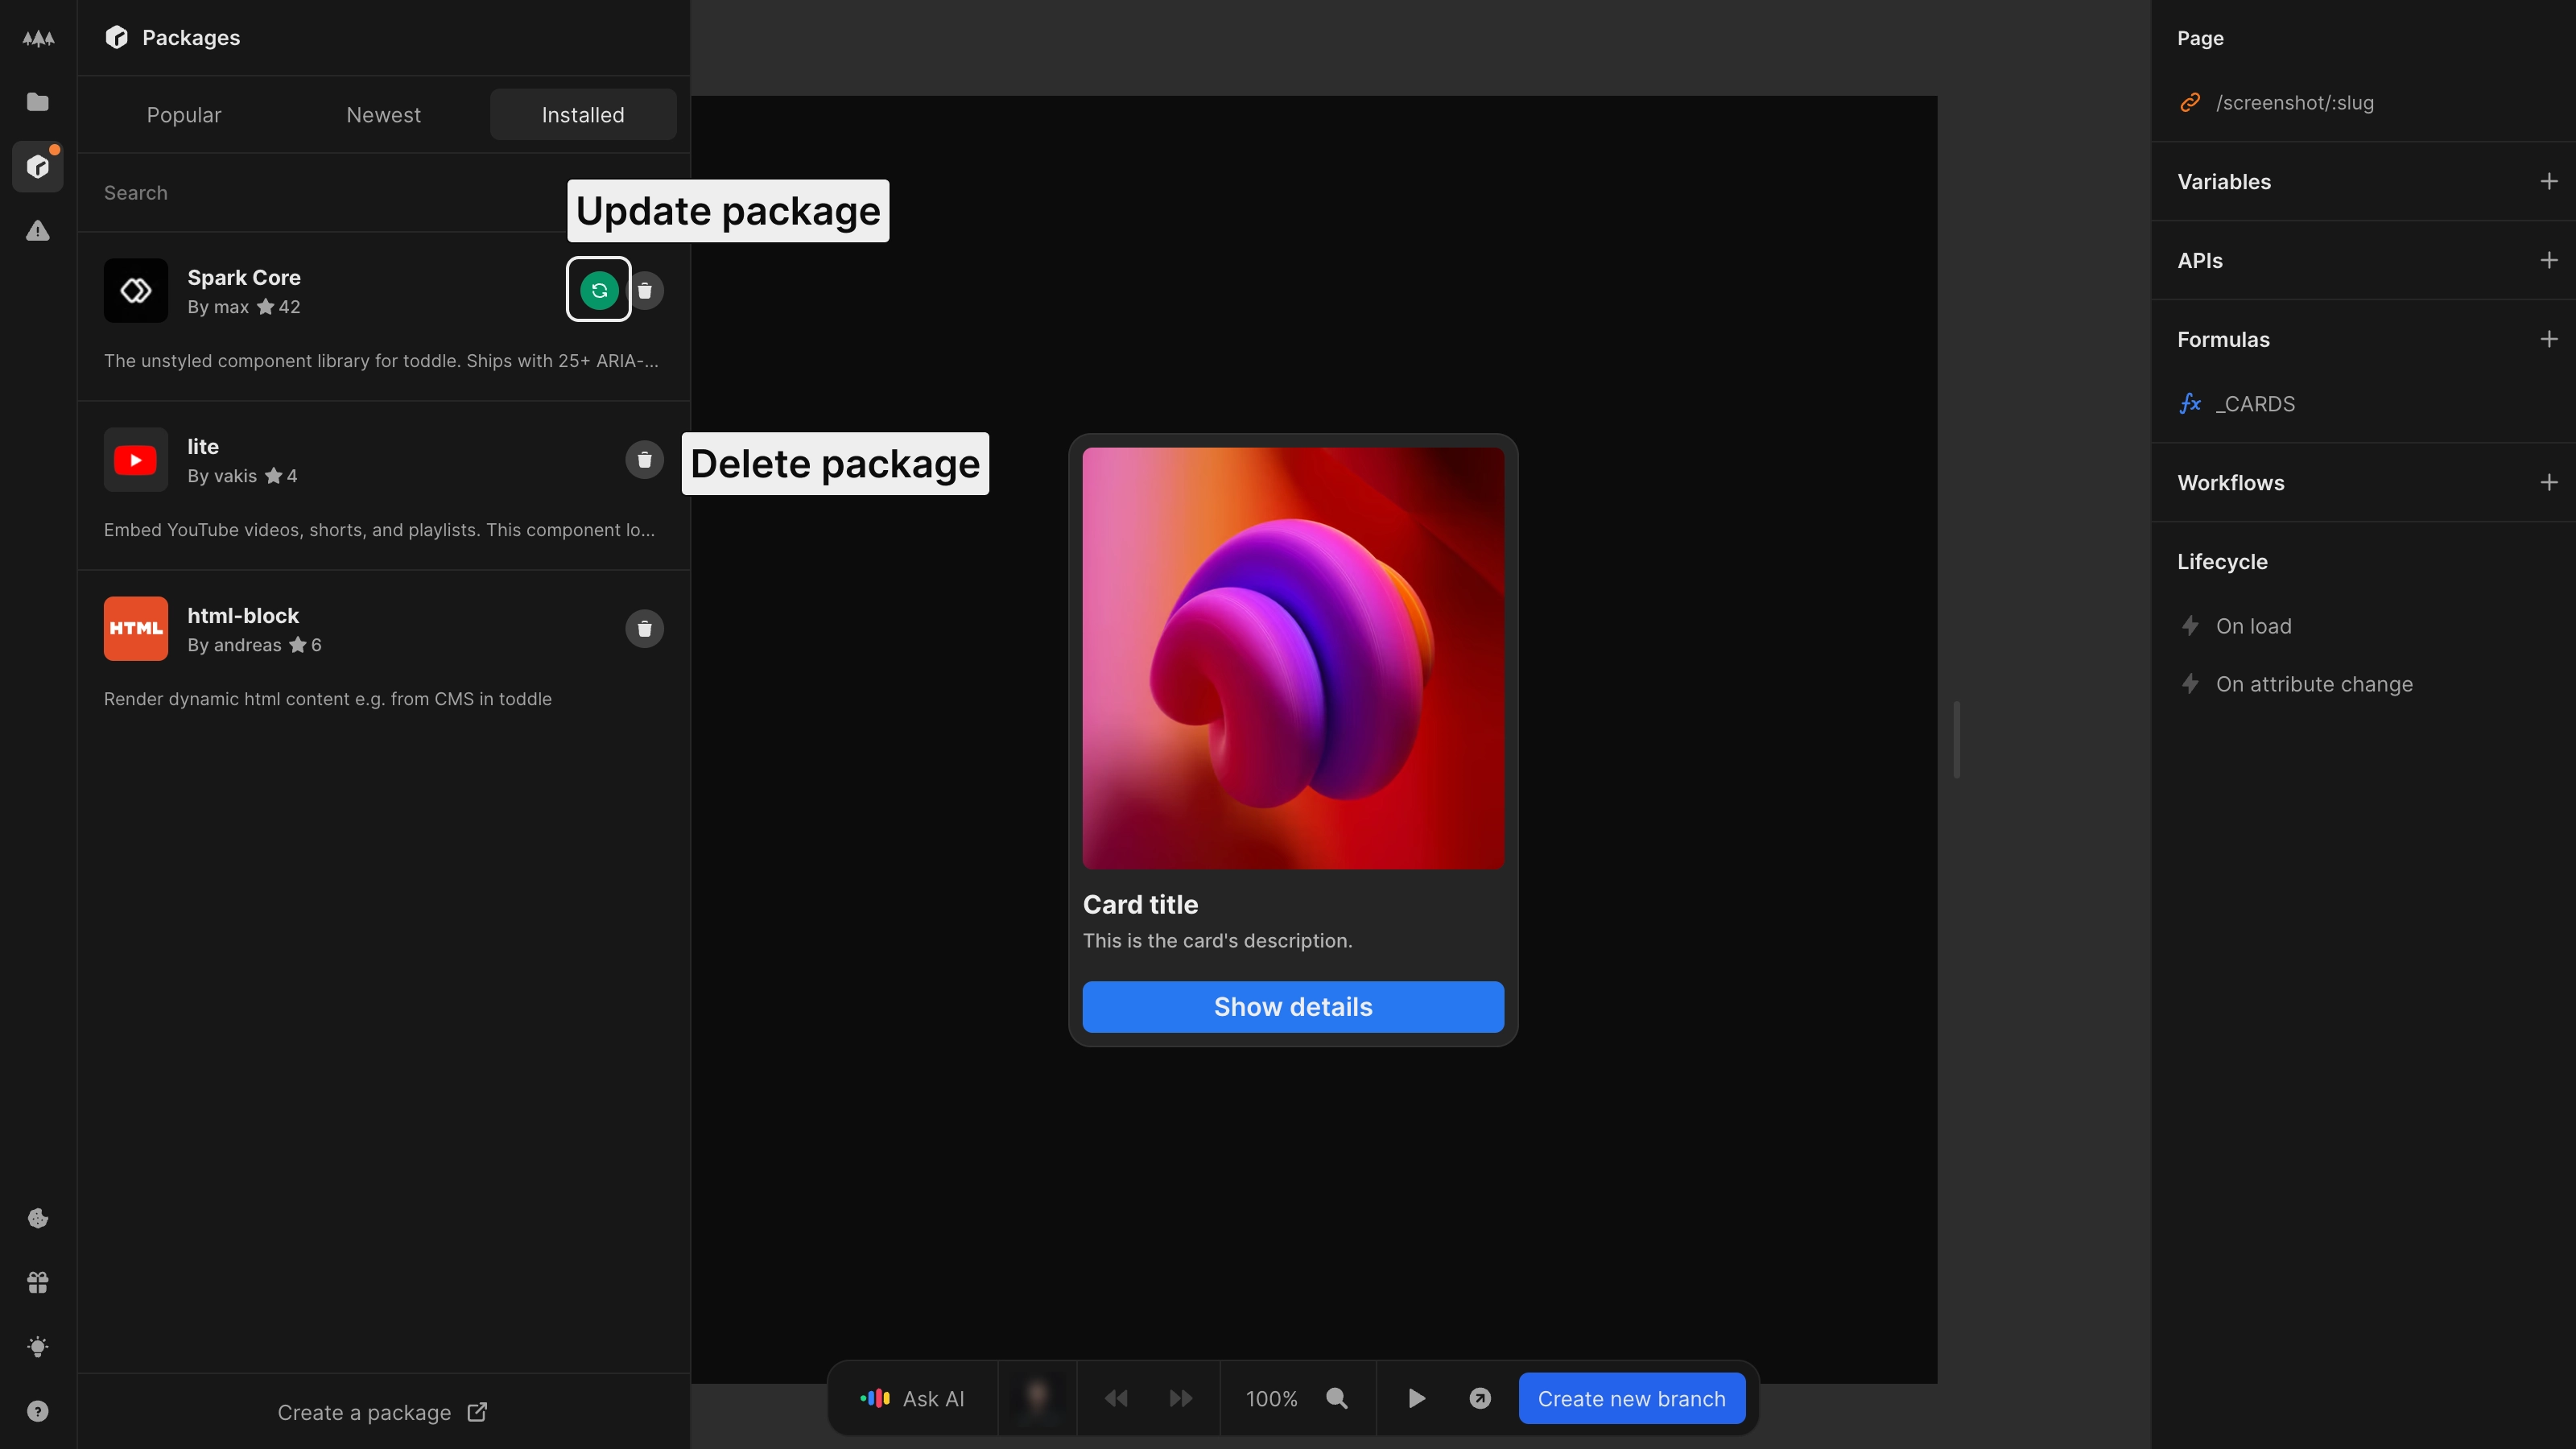 Packages
Popular
Newest
Installed
Search
Update package
Spark Core
By max 42
The unstyled component library for toddle. Ships with 25+ ARIA-...
lite
By vakis 4
Delete package
Embed YouTube videos, shorts, and playlists. This component lo...
HTML
html-block
By andreas 6
Render dynamic html content e.g. from CMS in toddle
Create a package
Card title
This is the card's description.
Show details
Ask AI
100%
Create new branch
Page
/screenshot/:slug
Variables
APIs
Formulas
fx _CARDS
Workflows
Lifecycle
On load
On attribute change